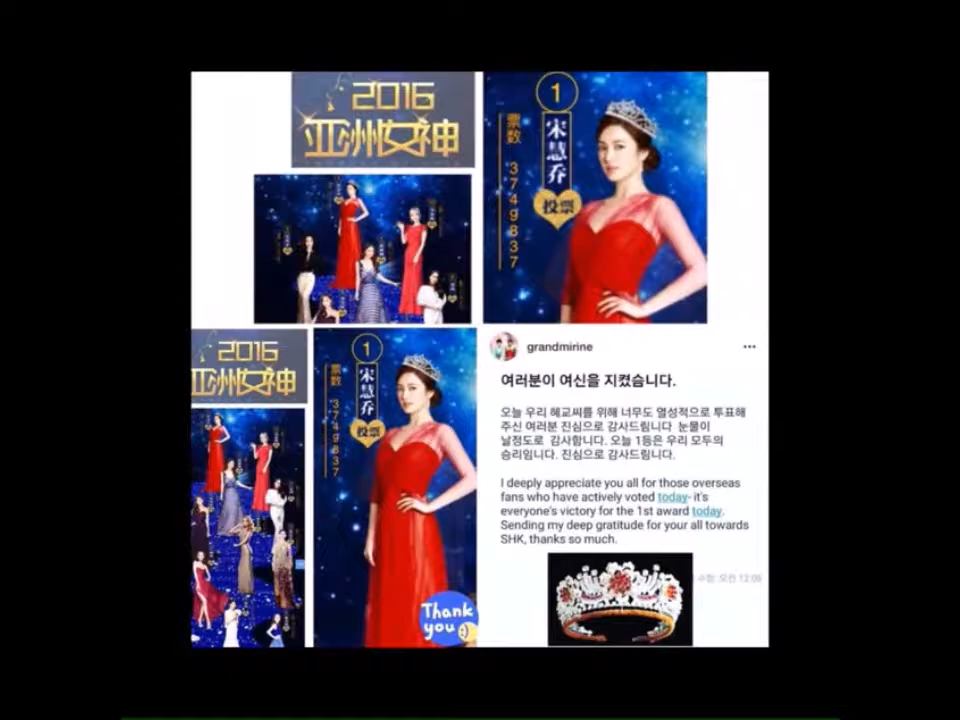 2016
亚州女神
1
宋慧乔
投票
票数 3749837
2016
亚州女神
1
宋慧乔
投票
票数 3749837
Thank
you
grandmirine
여러분이 여신을 지켰습니다.
오늘 우리 혜교씨를 위해 너무도 열성적으로 투표해
주신 여러분 진심으로 감사드립니다 눈물이
날정도로 감사합니다. 오늘 1등은 우리 모두의
승리입니다. 진심으로 감사드립니다.
I deeply appreciate you all for those overseas
fans who have actively voted today- it's
everyone's victory for the 1st award today.
Sending my deep gratitude for your all towards
SHK, thanks so much.